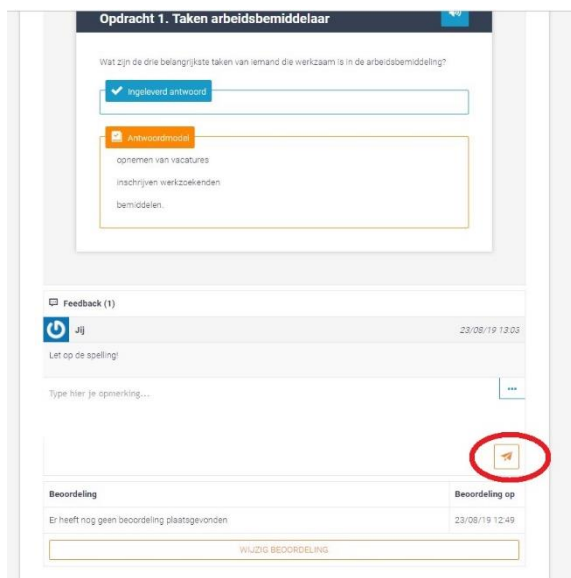 Opdracht 1. Taken arbeidsbemiddelaar
Wat zijn de drie belangrijkste taken van iemand die werkzaam is in de arbeidsbemiddeling?
Ingeleverd antwoord
Antwoordmodel
opnemen van vacatures
inschrijven werkzoekenden
bemiddelen.
Feedback (1)
Jij 23/08/19 13:03
Let op de spelling!
Type hier je opmerking...
Beoordeling Beoordeling op
Er heeft nog geen beoordeling plaatsgevonden 23/08/19 12:49
WIJZIG BEOORDELING